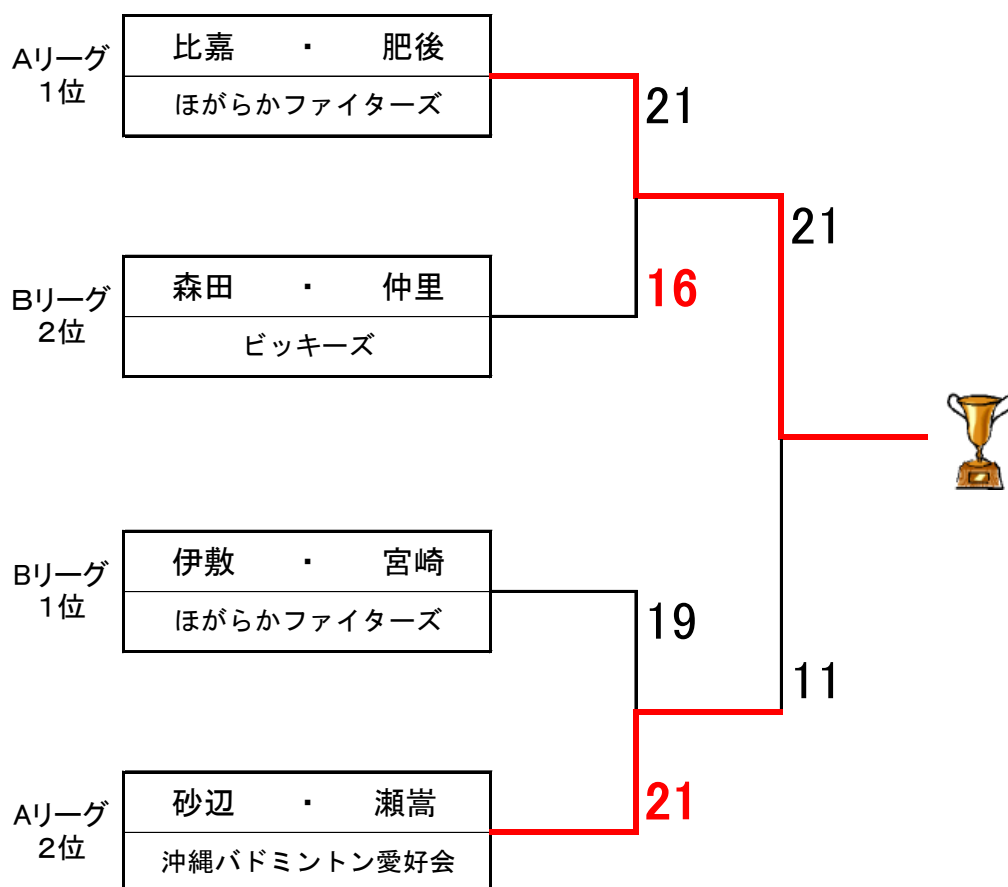 Aリーグ
1位
比嘉 ・ 肥後
ほがらかファイターズ
21
21
Bリーグ
2位
森田 ・ 仲里
ビッキーズ
16
Bリーグ
1位
伊敷 ・ 宮崎
ほがらかファイターズ
19
11
Aリーグ
2位
砂辺 ・ 瀬嵩
沖縄バドミントン愛好会
21